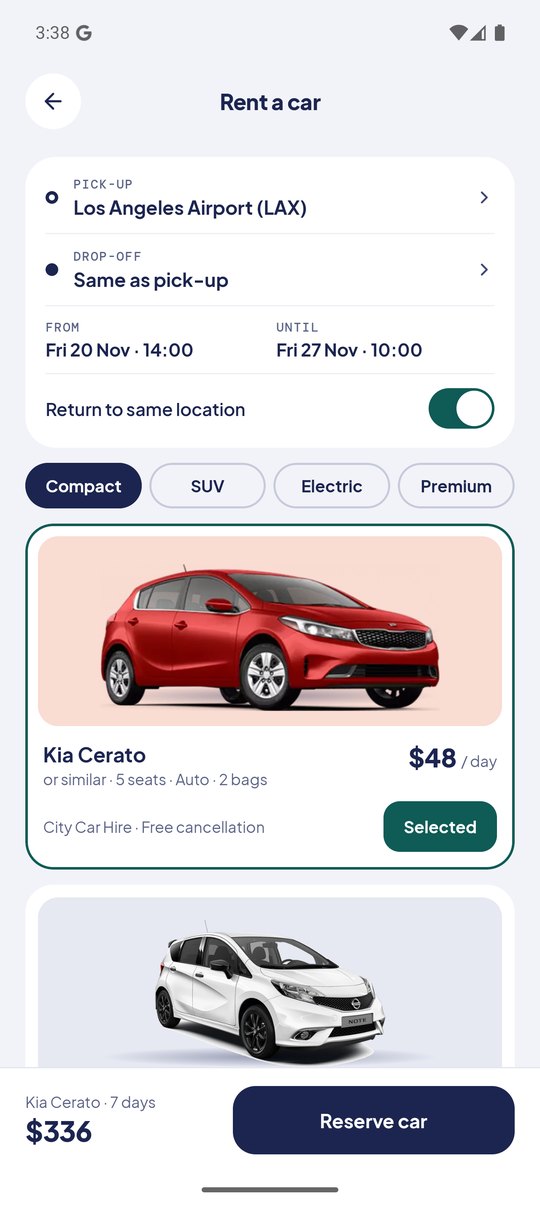 3:38
Rent a car
PICK-UP
Los Angeles Airport (LAX)
DROP-OFF
Same as pick-up
FROM
UNTIL
Fri 20 Nov · 14:00
Fri 27 Nov · 10:00
Return to same location
Compact
SUV
Electric
Premium
Kia Cerato
$48 / day
or similar · 5 seats · Auto · 2 bags
City Car Hire · Free cancellation
Selected
NOTE
Kia Cerato · 7 days
$336
Reserve car